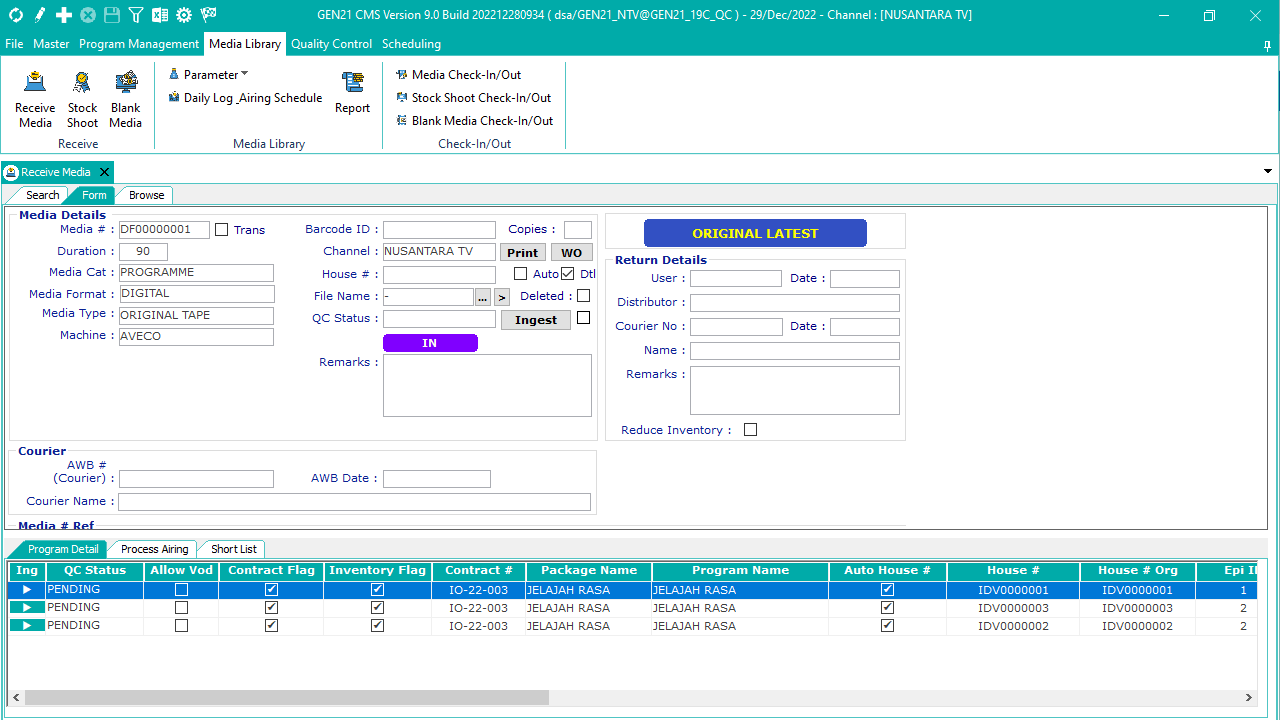 GEN21 CMS Version 9.0 Build 202212280934 ( dsa/GEN21_NTV@GEN21_19C_QC ) - 29/Dec/2022 - Channel : [NUSANTARA TV]
File Master Program Management Media Library Quality Control Scheduling
Receive Media
Stock Shoot
Blank Media
Receive
Parameter
Daily Log _Airing Schedule
Report
Media Library
Media Check-In/Out
Stock Shoot Check-In/Out
Blank Media Check-In/Out
Check-In/Out
Receive Media
Search Form Browse
Media Details
Media # : DF00000001 Trans
Duration : 90
Media Cat : PROGRAMME
Media Format : DIGITAL
Media Type : ORIGINAL TAPE
Machine : AVECO
Barcode ID : Copies :
Channel : NUSANTARA TV Print WO
House # : Auto Dtl
File Name : - ... > Deleted :
QC Status : Ingest
IN
Remarks :
ORIGINAL LATEST
Return Details
User : Date :
Distributor :
Courier No : Date :
Name :
Remarks :
Reduce Inventory :
Courier
AWB #
(Courier) : AWB Date :
Courier Name :
Media # Ref
Program Detail Process Airing Short List
Ing QC Status Allow Vod Contract Flag Inventory Flag Contract # Package Name Program Name Auto House # House # House # Org Epi
PENDING IO-22-003 JELAJAH RASA JELAJAH RASA IDV0000001 IDV0000001 1
PENDING IO-22-003 JELAJAH RASA JELAJAH RASA IDV0000003 IDV0000003 2
PENDING IO-22-003 JELAJAH RASA JELAJAH RASA IDV0000002 IDV0000002 2